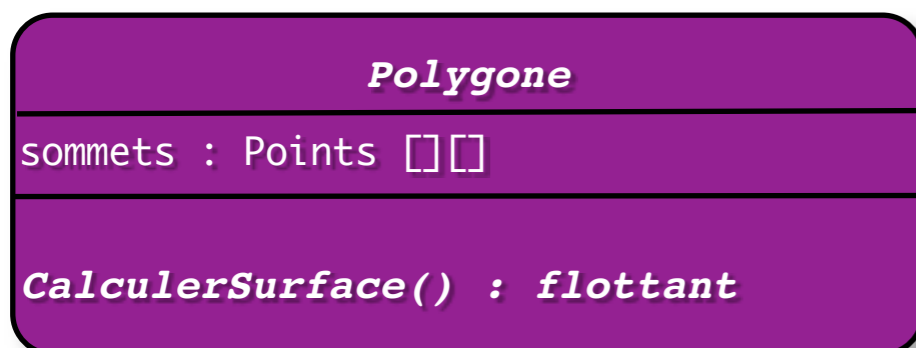 Polygone
sommets : Points [][]
CalculerSurface() : flottant